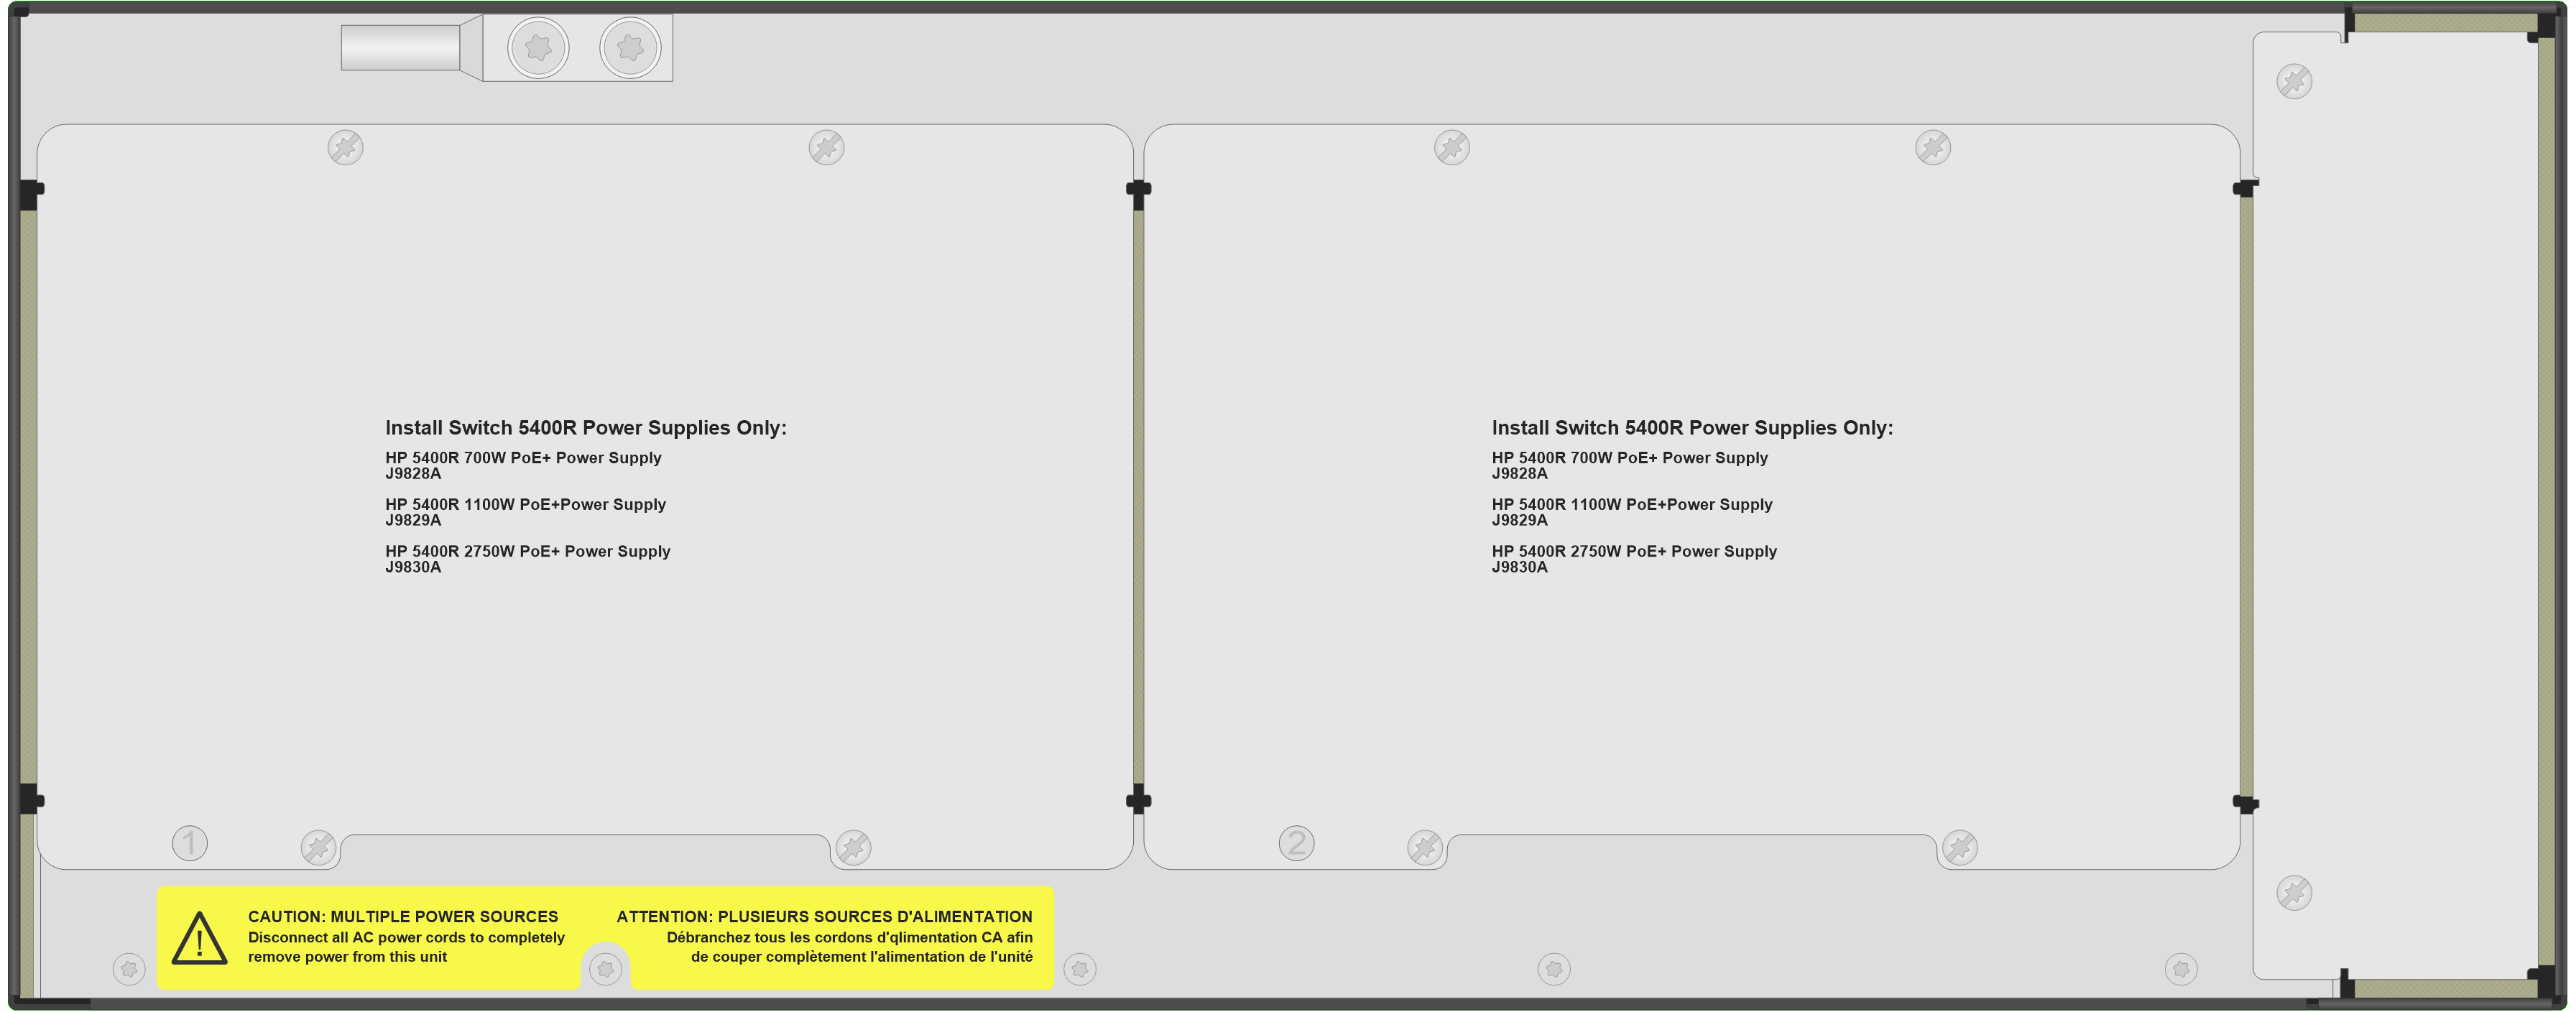 Install Switch 5400R Power Supplies Only:
HP 5400R 700W PoE+ Power Supply
J9828A
HP 5400R 1100W PoE+Power Supply
J9829A
HP 5400R 2750W PoE+ Power Supply
J9830A
1
Install Switch 5400R Power Supplies Only:
HP 5400R 700W PoE+ Power Supply
J9828A
HP 5400R 1100W PoE+Power Supply
J9829A
HP 5400R 2750W PoE+ Power Supply
J9830A
2
CAUTION: MULTIPLE POWER SOURCES
Disconnect all AC power cords to completely
remove power from this unit
ATTENTION: PLUSIEURS SOURCES D'ALIMENTATION
Débranchez tous les cordons d'qlimentation CA afin
de couper complètement l'alimentation de l'unité